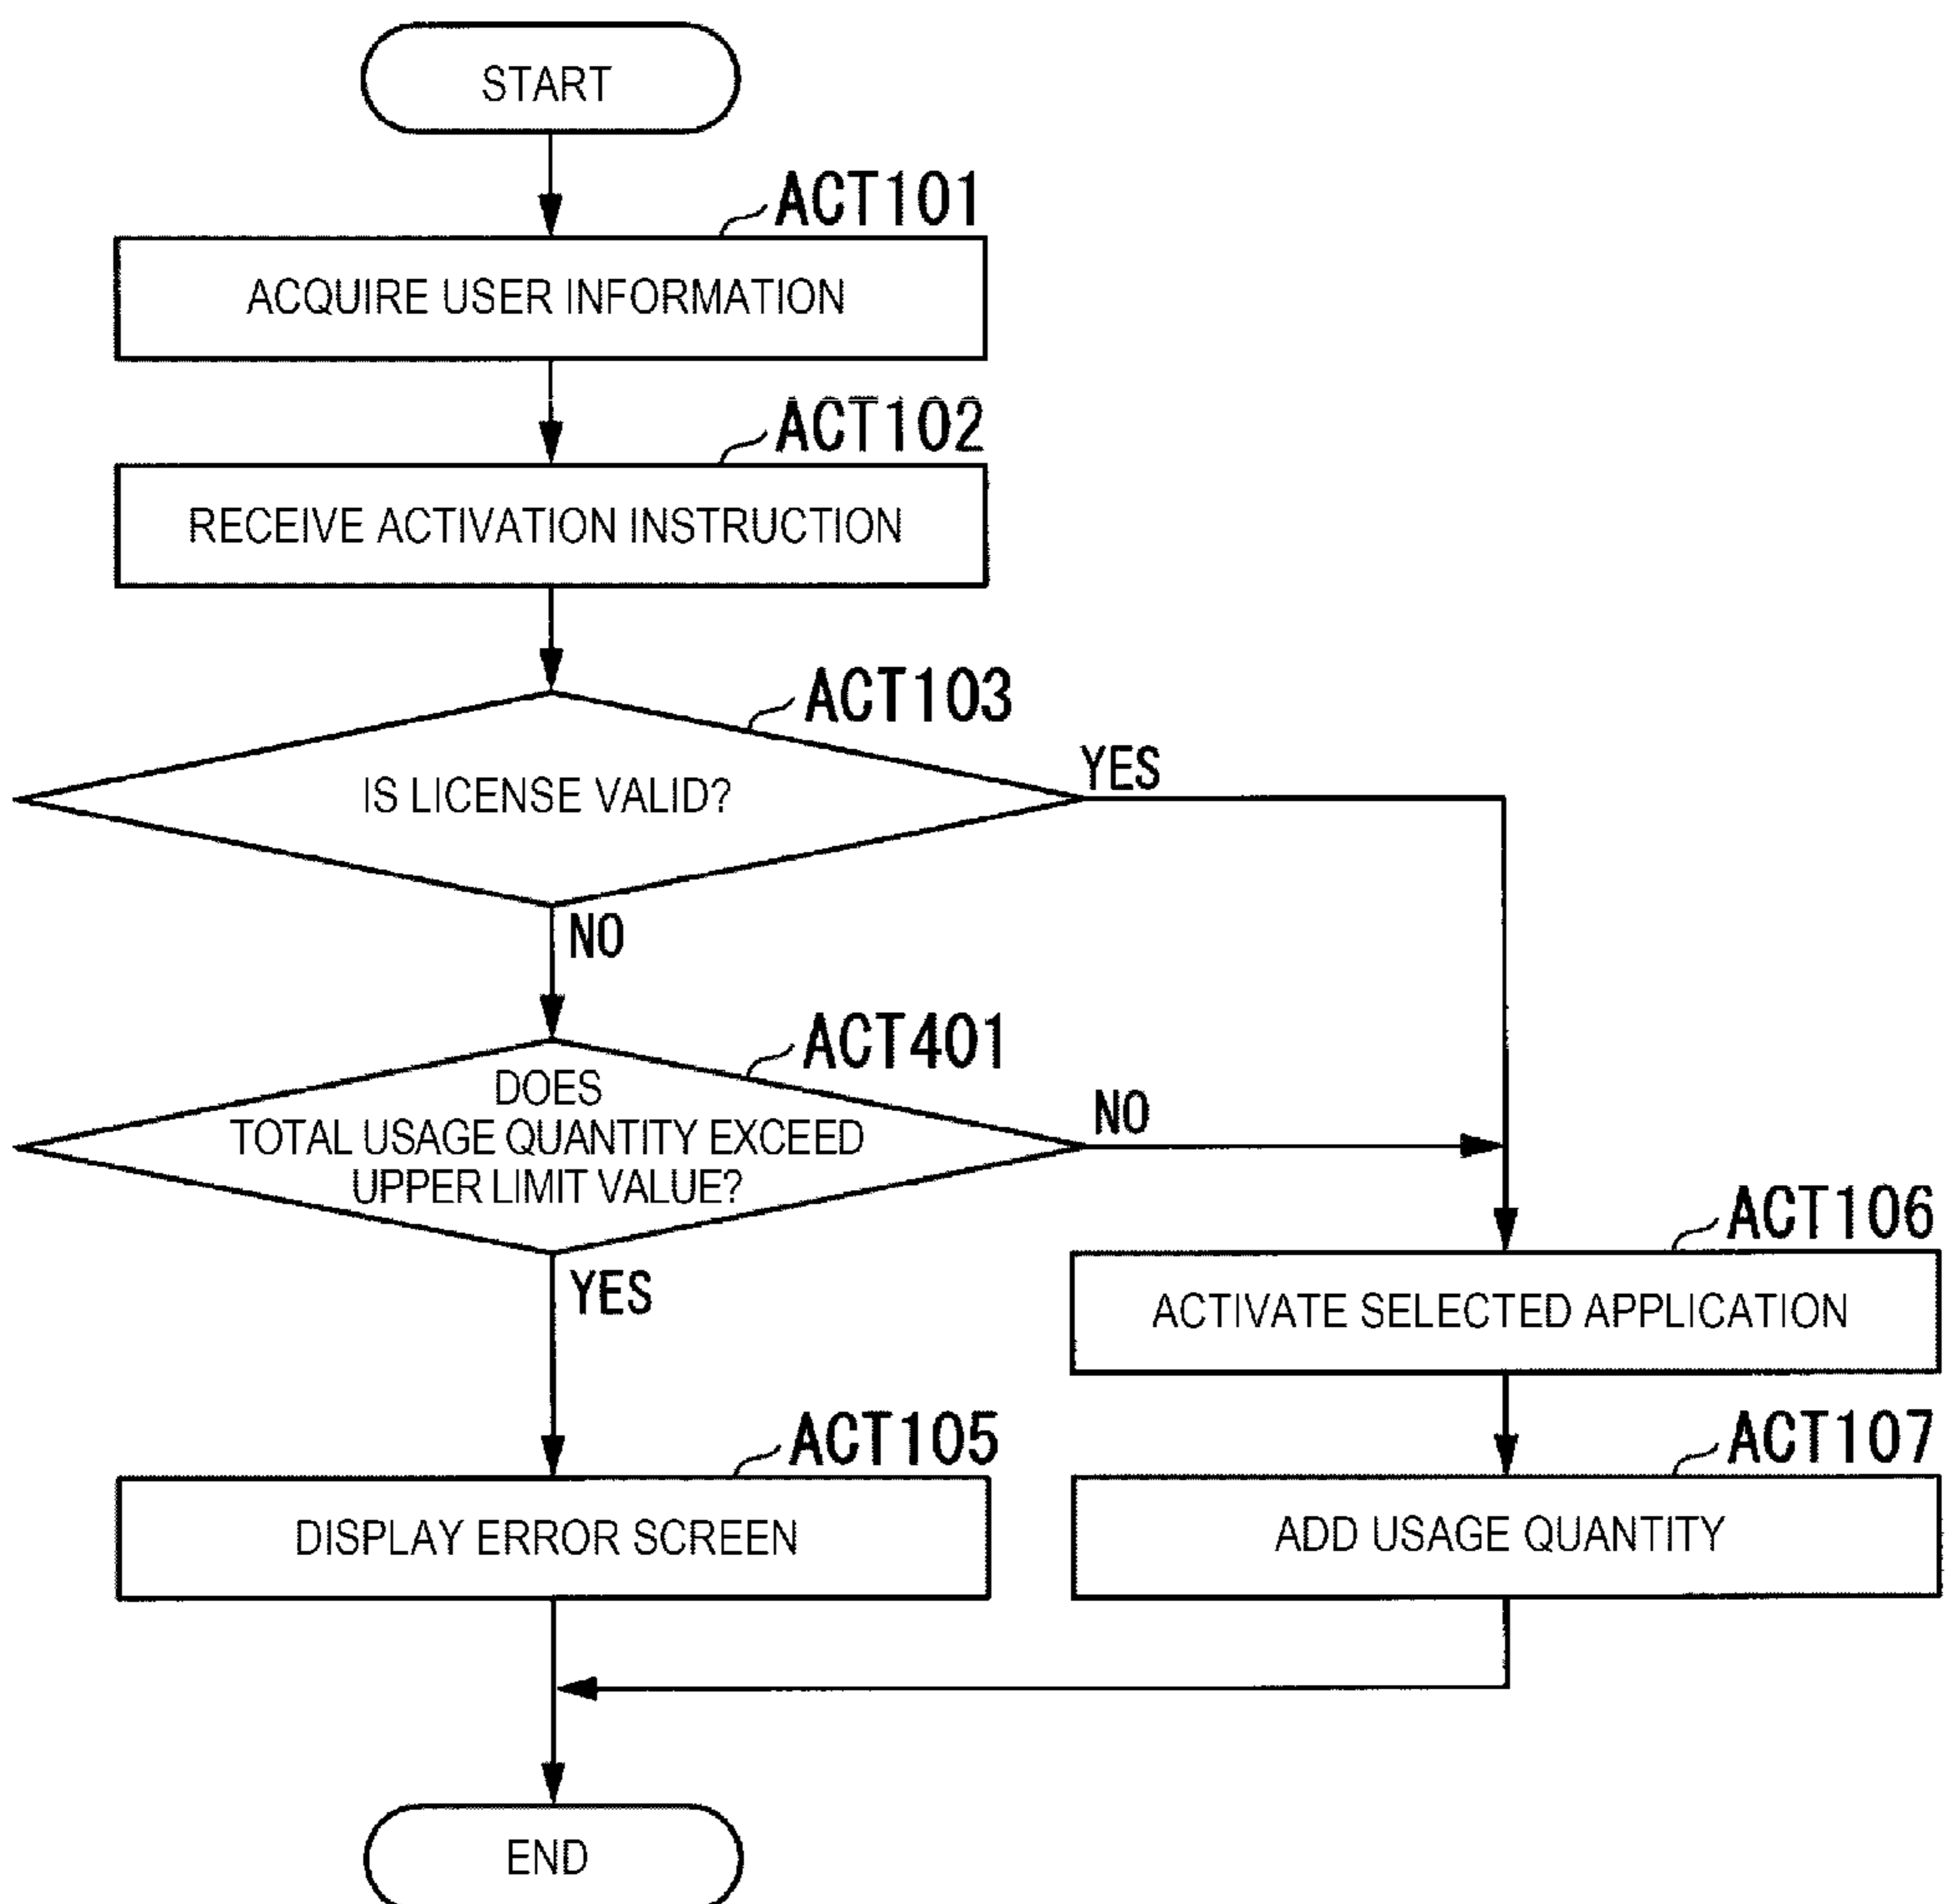 START
ACT101
ACQUIRE USER INFORMATION
ACT102
RECEIVE ACTIVATION INSTRUCTION
ACT103
IS LICENSE VALID?
YES
NO
ACT401
DOES
TOTAL USAGE QUANTITY EXCEED
UPPER LIMIT VALUE?
NO
YES
ACT106
ACTIVATE SELECTED APPLICATION
ACT105
DISPLAY ERROR SCREEN
ACT107
ADD USAGE QUANTITY
END